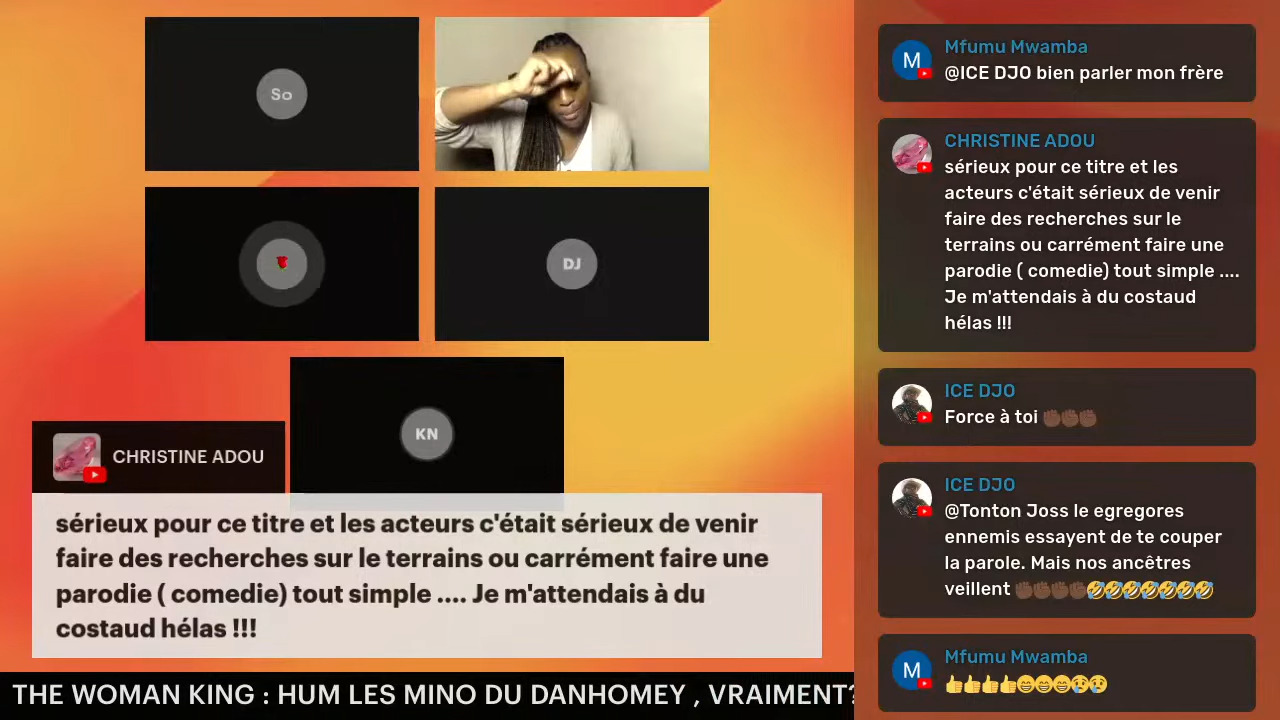 So
DJ
KN
CHRISTINE ADOU
sérieux pour ce titre et les acteurs c'était sérieux de venir
faire des recherches sur le terrains ou carrément faire une
parodie ( comedie) tout simple .... Je m'attendais à du
costaud hélas !!!
THE WOMAN KING : HUM LES MINO DU DANHOMEY , VRAIMENT?
M
Mfumu Mwamba
@ICE DJO bien parler mon frère
CHRISTINE ADOU
sérieux pour ce titre et les
acteurs c'était sérieux de venir
faire des recherches sur le
terrains ou carrément faire une
parodie ( comedie) tout simple ....
Je m'attendais à du costaud
hélas !!!
ICE DJO
Force à toi ✊🏾✊🏾✊🏾
ICE DJO
@Tonton Joss le egregores
ennemis essayent de te couper
la parole. Mais nos ancêtres
veillent ✊🏾✊🏾✊🏾✊🏾🤣🤣🤣🤣🤣🤣🤣
M
Mfumu Mwamba
👍👍👍👍😁😁😁😢😢